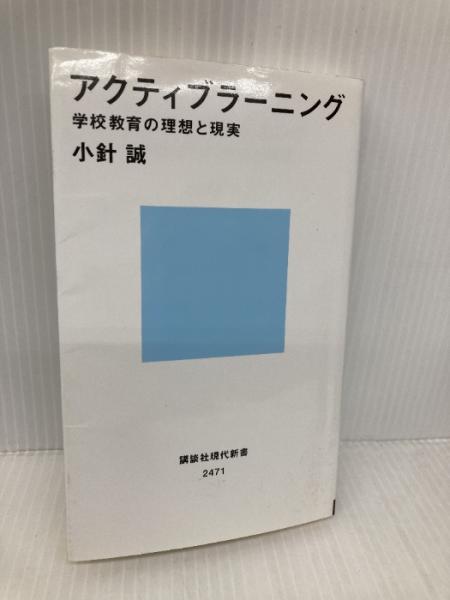 アクティブラーニング
学校教育の理想と現実
小針 誠
講談社現代新書
2471